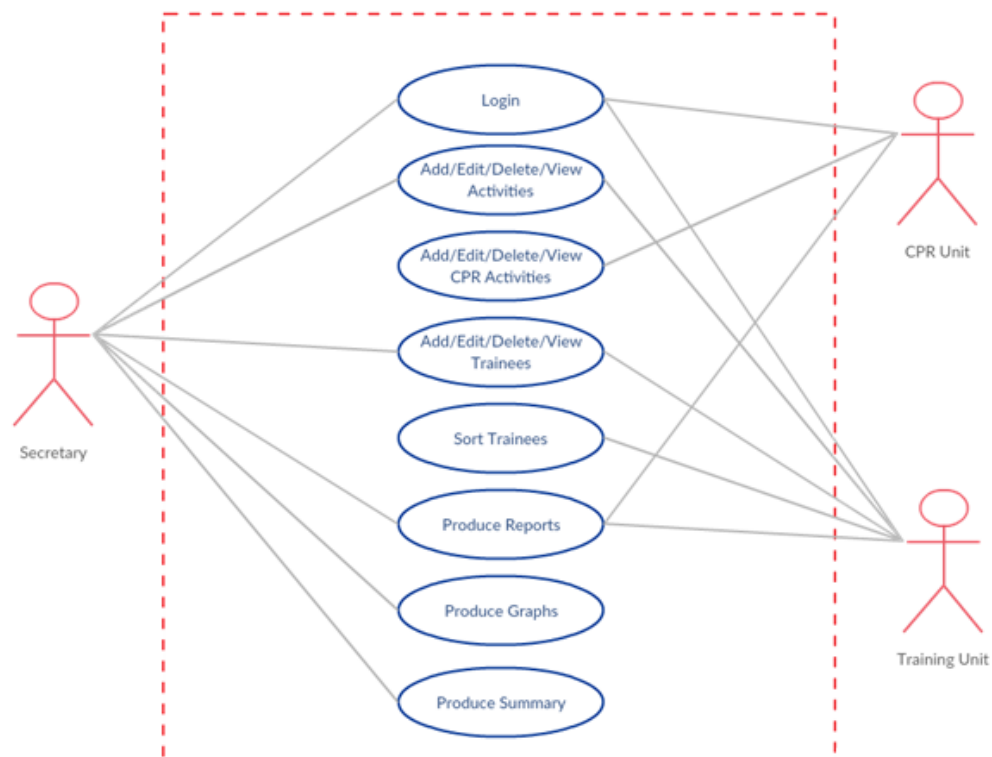 Login
Add/Edit/Delete/View
Activities
Add/Edit/Delete/View
CPR Activities
CPR Unit
Add/Edit/Delete/View
Trainees
Secretary
Sort Trainees
Produce Reports
Produce Graphs
Training Unit
Produce Summary